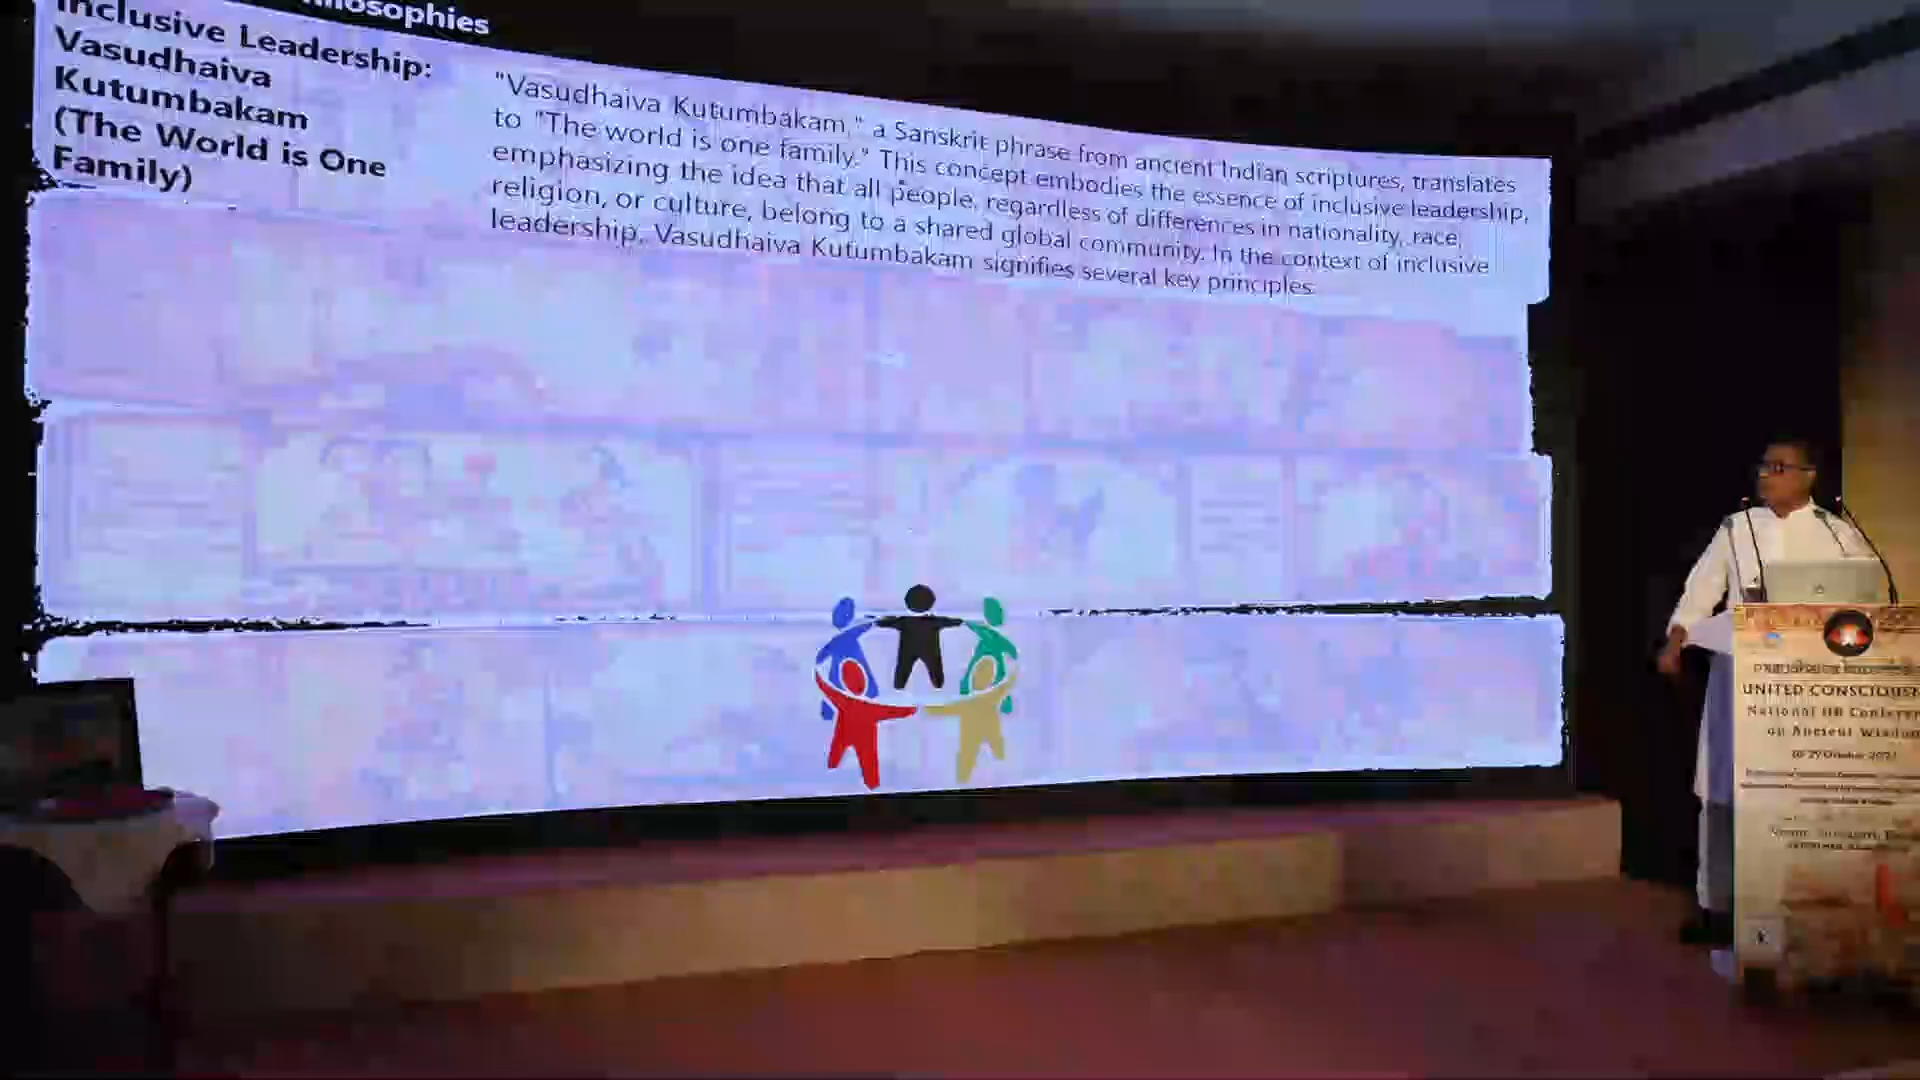 Inclusive Leadership:
Vasudhaiva
Kutumbakam
(The World is One
Family)
"Vasudhaiva Kutumbakam," a Sanskrit phrase from ancient Indian scriptures, translates
to "The world is one family." This concept embodies the essence of inclusive leadership,
emphasizing the idea that all people, regardless of differences in nationality, race,
religion, or culture, belong to a shared global community. In the context of inclusive
leadership, Vasudhaiva Kutumbakam signifies several key principles
UNITED
National HR
on Ancient Wisdom